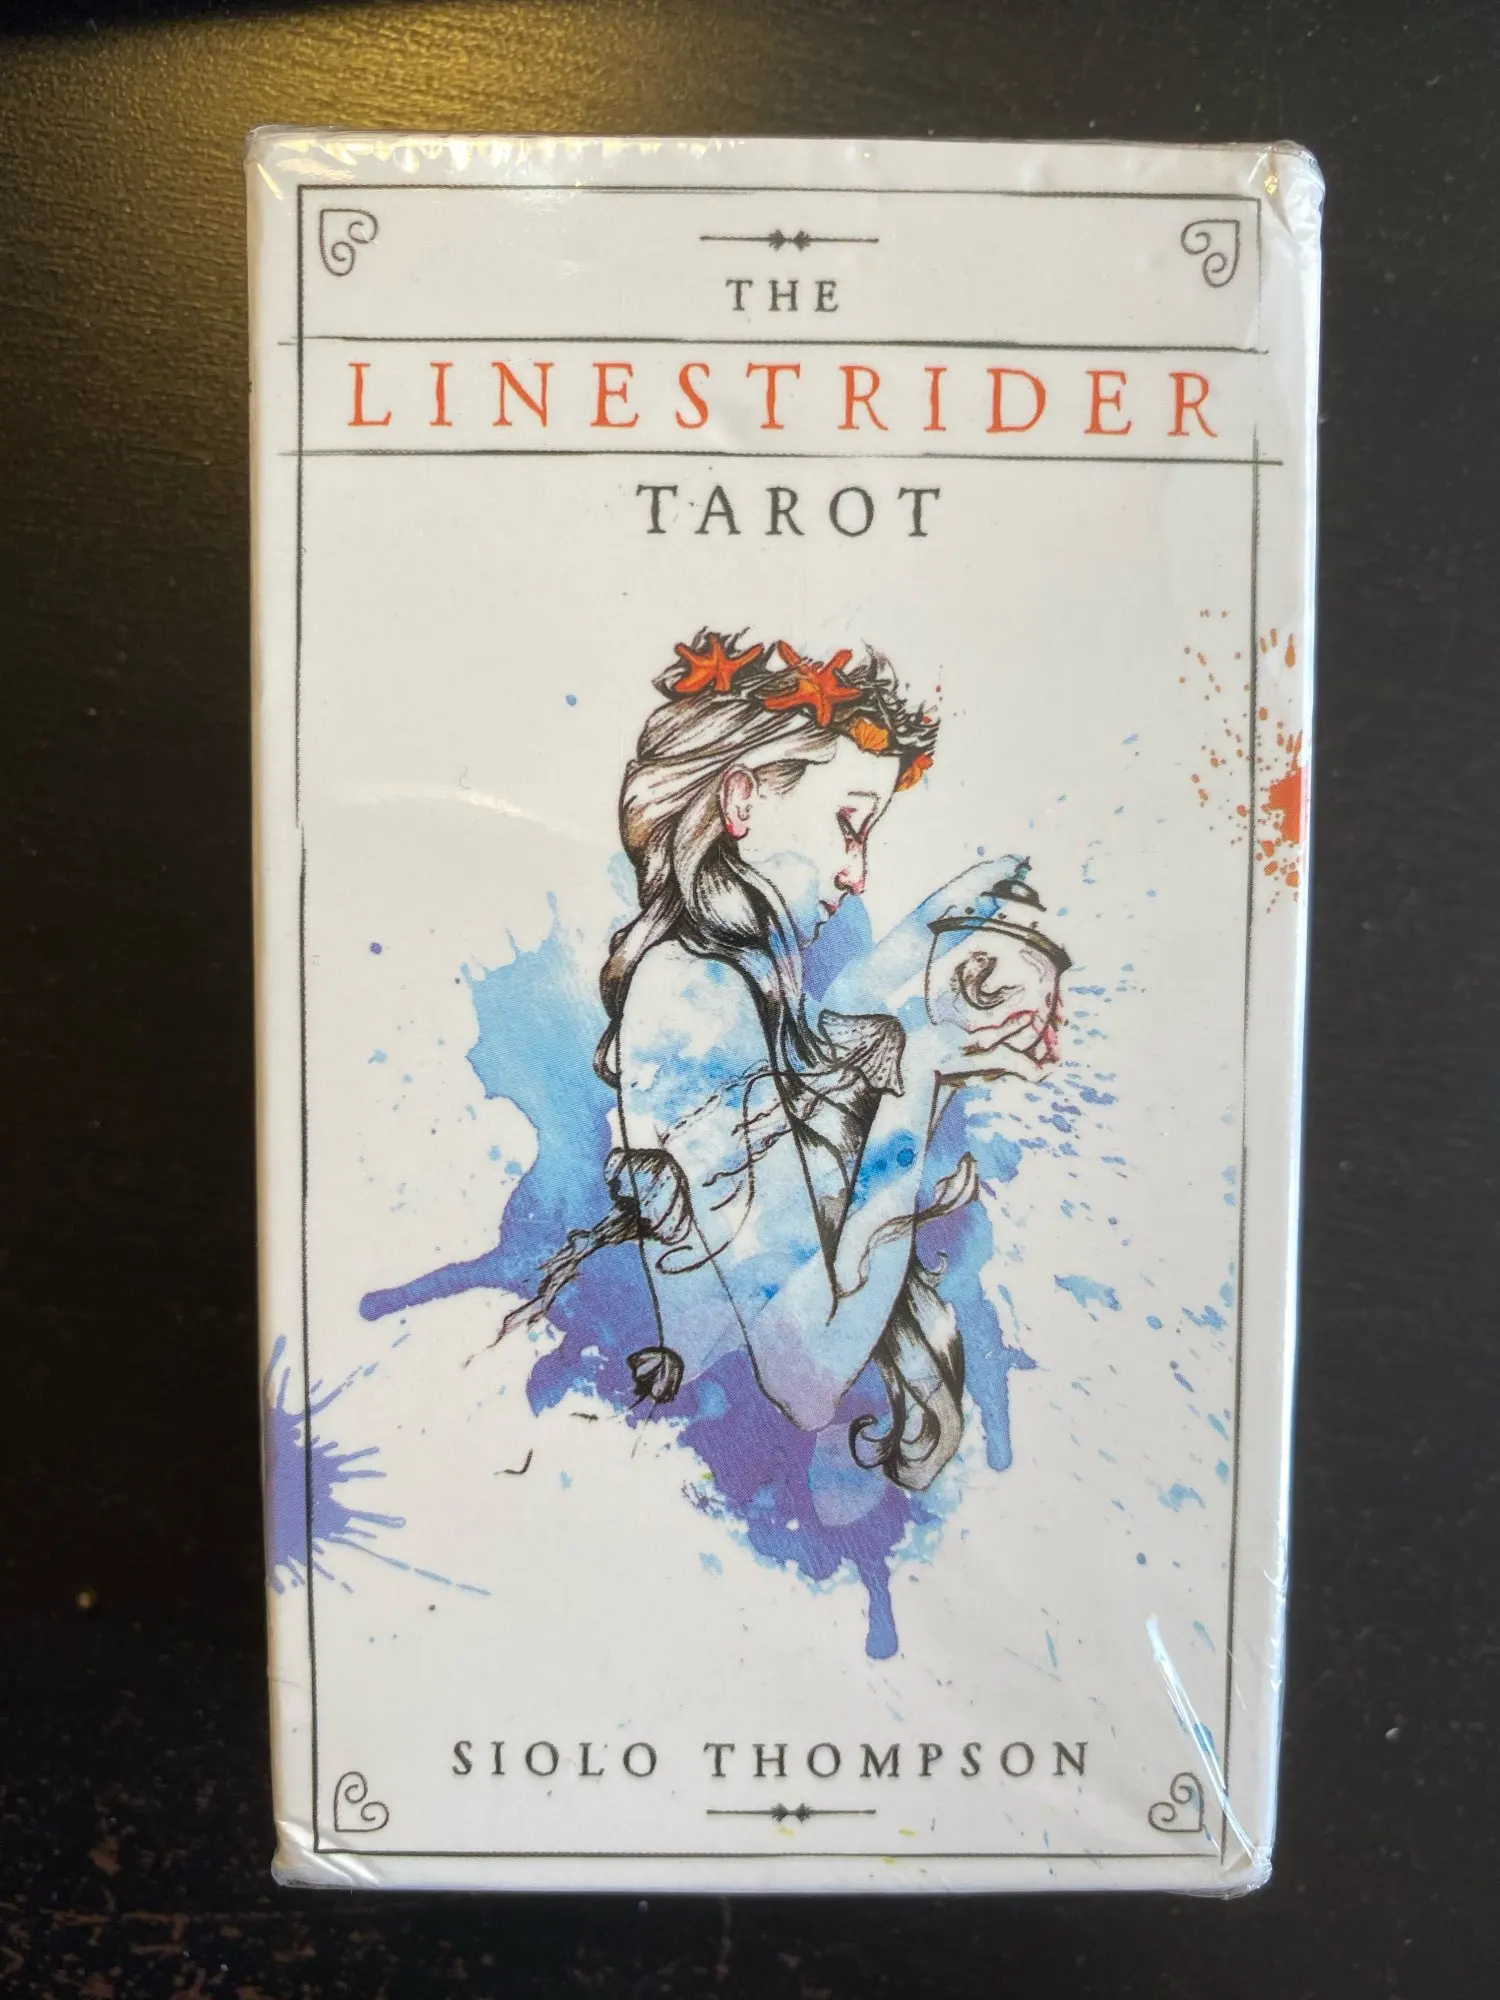 THE
LINESTRIDER
TAROT
SIOLO THOMPSON